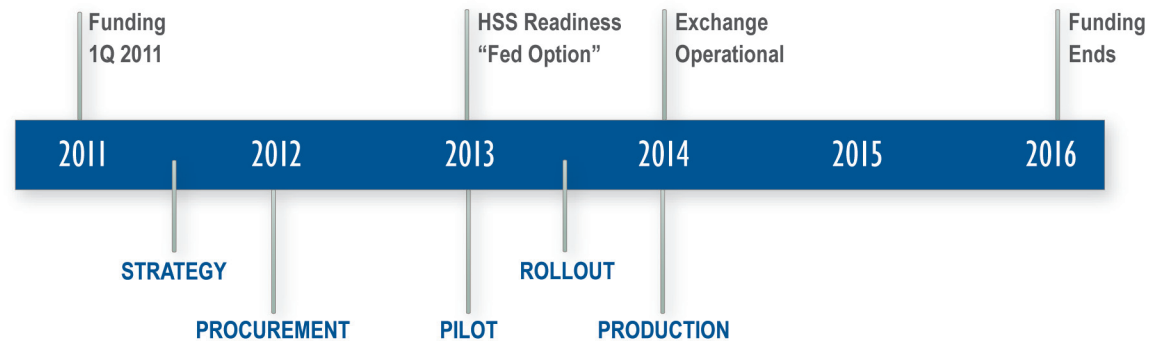 Funding
1Q 2011
HSS Readiness
“Fed Option”
Exchange
Operational
Funding
Ends
2011 2012 2013 2014 2015 2016
STRATEGY
ROLLOUT
PROCUREMENT
PILOT
PRODUCTION